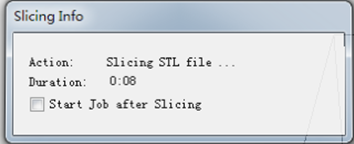 Slicing Info
Action: Slicing STL file ...
Duration: 0:08
Start Job after Slicing